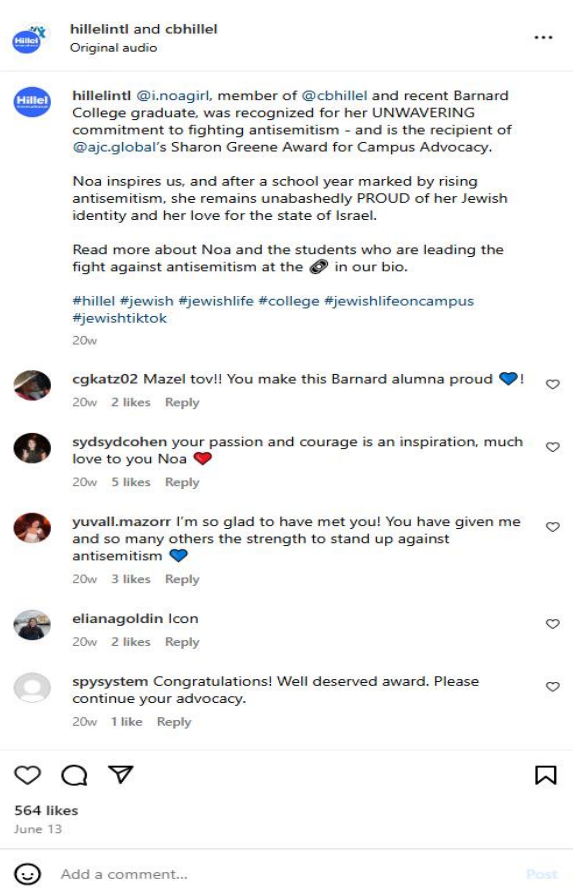 hillelintl and cbhillel
Original audio
hillelintl @i.noagirl, member of @cbhillel and recent Barnard
College graduate, was recognized for her UNWAVERING
commitment to fighting antisemitism - and is the recipient of
@ajc.global's Sharon Greene Award for Campus Advocacy.
Noa inspires us, and after a school year marked by rising
antisemitism, she remains unabashedly PROUD of her Jewish
identity and her love for the state of Israel.
Read more about Noa and the students who are leading the
fight against antisemitism at the 🔗 in our bio.
#hillel #jewish #jewishlife #college #jewishlifeoncampus
#jewishtiktok
20w
cgkatz02 Mazel tov!! You make this Barnard alumna proud 💙!
20w 2 likes Reply
sydsydcohen your passion and courage is an inspiration, much
love to you Noa ❤️
20w 5 likes Reply
yuvall.mazorr I'm so glad to have met you! You have given me
and so many others the strength to stand up against
antisemitism 💙
20w 3 likes Reply
elianagoldin Icon
20w 2 likes Reply
spysystem Congratulations! Well deserved award. Please
continue your advocacy.
20w 1 like Reply
564 likes
June 13
Add a comment...
Post